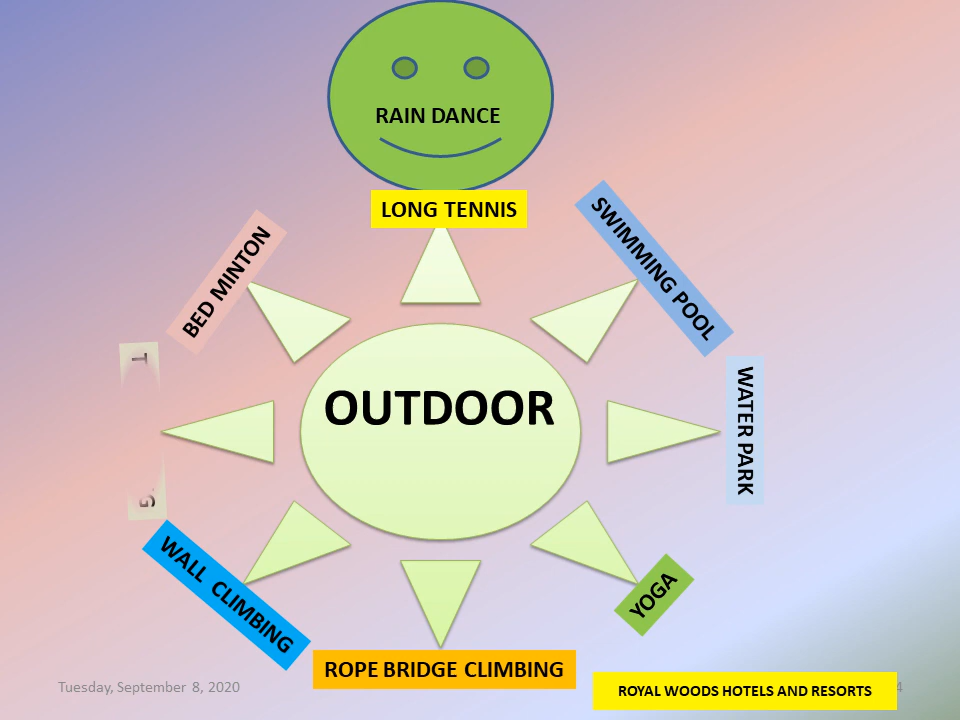 RAIN DANCE
LONG TENNIS
SWIMMING POOL
BED MINTON
WATER PARK
OUTDOOR
WALL CLIMBING
YOGA
ROPE BRIDGE CLIMBING
Tuesday, September 8, 2020
ROYAL WOODS HOTELS AND RESORTS
4